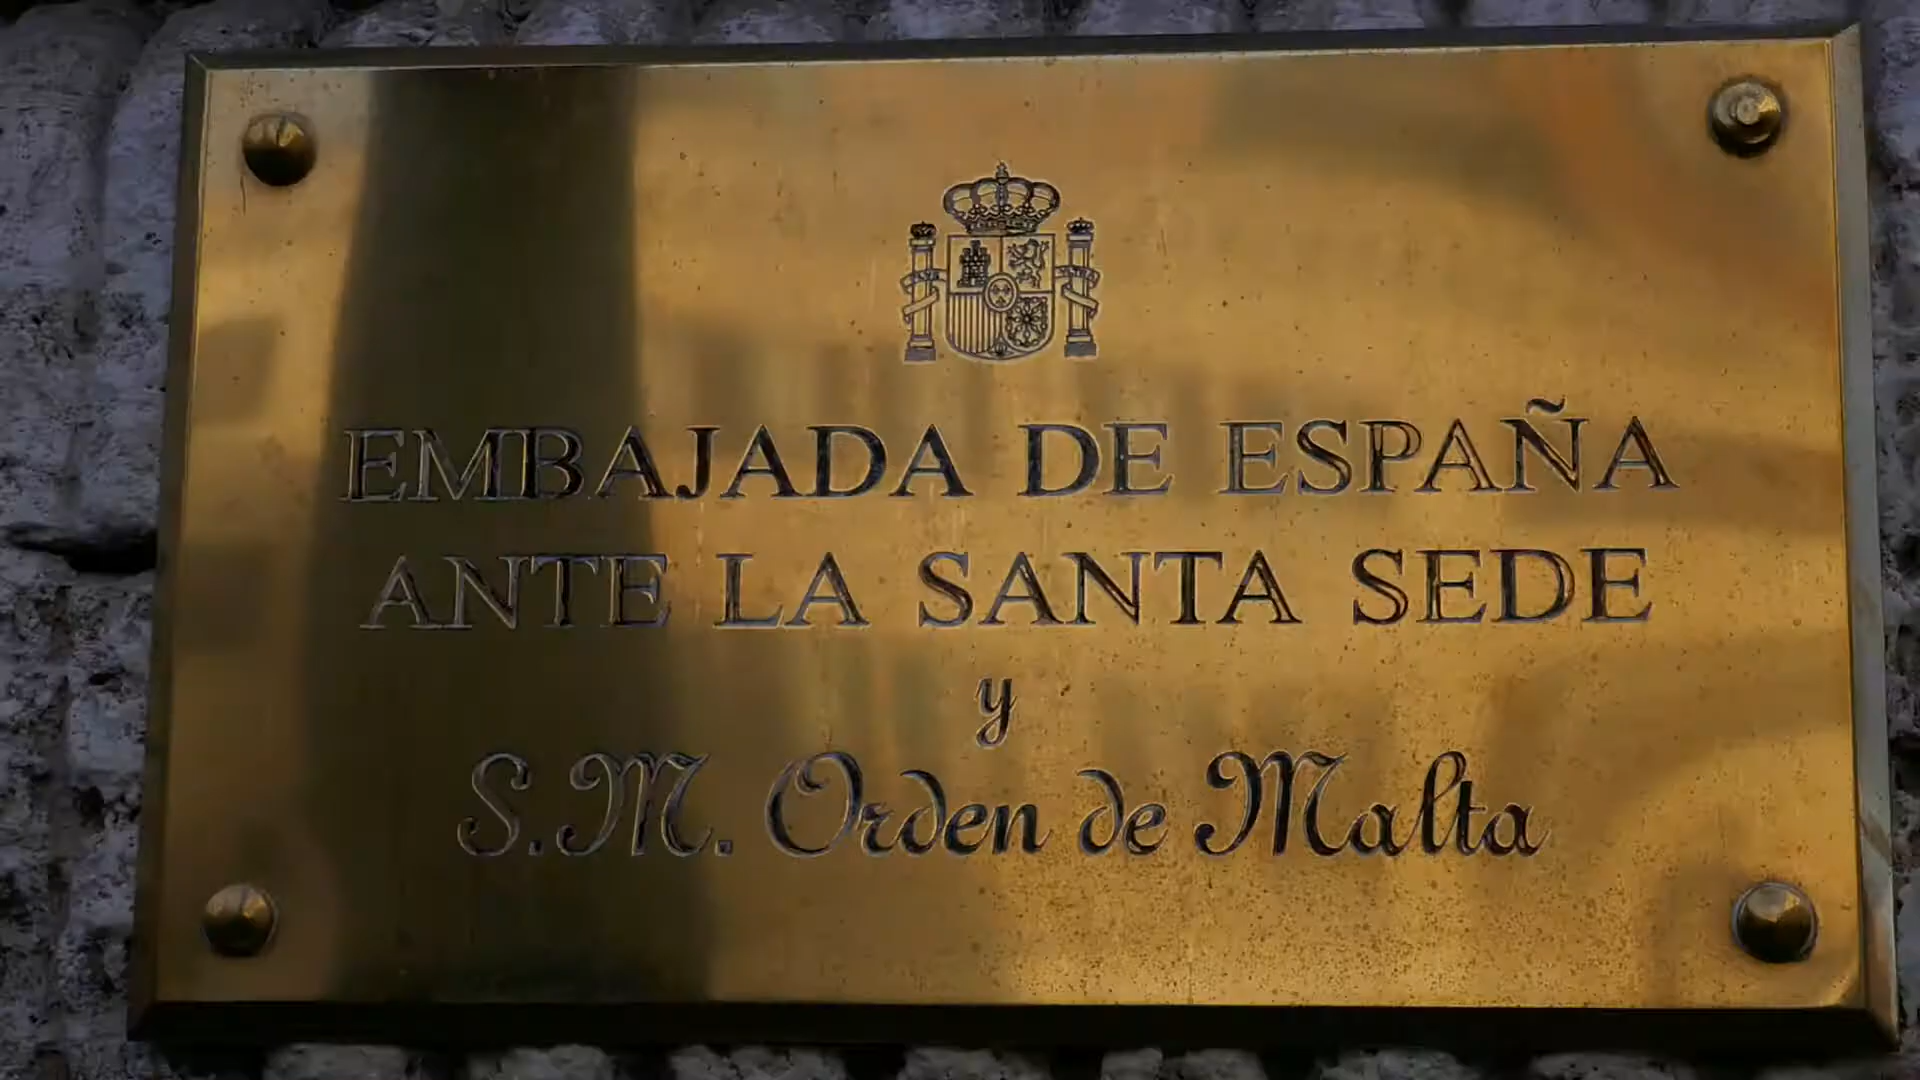 EMBAJADA DE ESPAÑA
ANTE LA SANTA SEDE
y
S.M. Orden de Malta